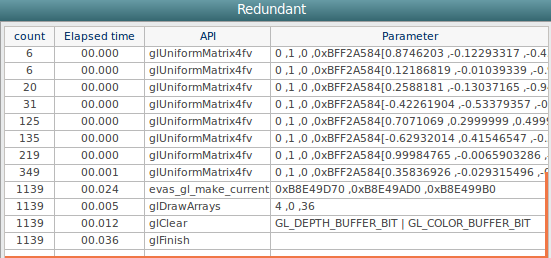 Redundant
count Elapsed time API Parameter
6 00.000 glUniformMatrix4fv 0 ,1 ,0 ,0xBFF2A584[0.8746203 ,-0.12293317 ,-0.4
6 00.000 glUniformMatrix4fv 0 ,1 ,0 ,0xBFF2A584[0.12186819 ,-0.01039339 ,-0.
20 00.000 glUniformMatrix4fv 0 ,1 ,0 ,0xBFF2A584[0.2588181 ,-0.13037165 ,-0.9
31 00.000 glUniformMatrix4fv 0 ,1 ,0 ,0xBFF2A584[-0.42261904 ,-0.53379357 ,-0
125 00.000 glUniformMatrix4fv 0 ,1 ,0 ,0xBFF2A584[0.7071069 ,0.2999999 ,0.499
135 00.000 glUniformMatrix4fv 0 ,1 ,0 ,0xBFF2A584[-0.62932014 ,0.41546547 ,-0.
219 00.000 glUniformMatrix4fv 0 ,1 ,0 ,0xBFF2A584[0.99984765 ,-0.0065903286 ,
349 00.001 glUniformMatrix4fv 0 ,1 ,0 ,0xBFF2A584[0.35836926 ,-0.029315496 ,-0
1139 00.024 evas_gl_make_current 0xB8E49D70 ,0xB8E49AD0 ,0xB8E499B0
1139 00.005 glDrawArrays 4 ,0 ,36
1139 00.012 glClear GL_DEPTH_BUFFER_BIT | GL_COLOR_BUFFER_BIT
1139 00.036 glFinish